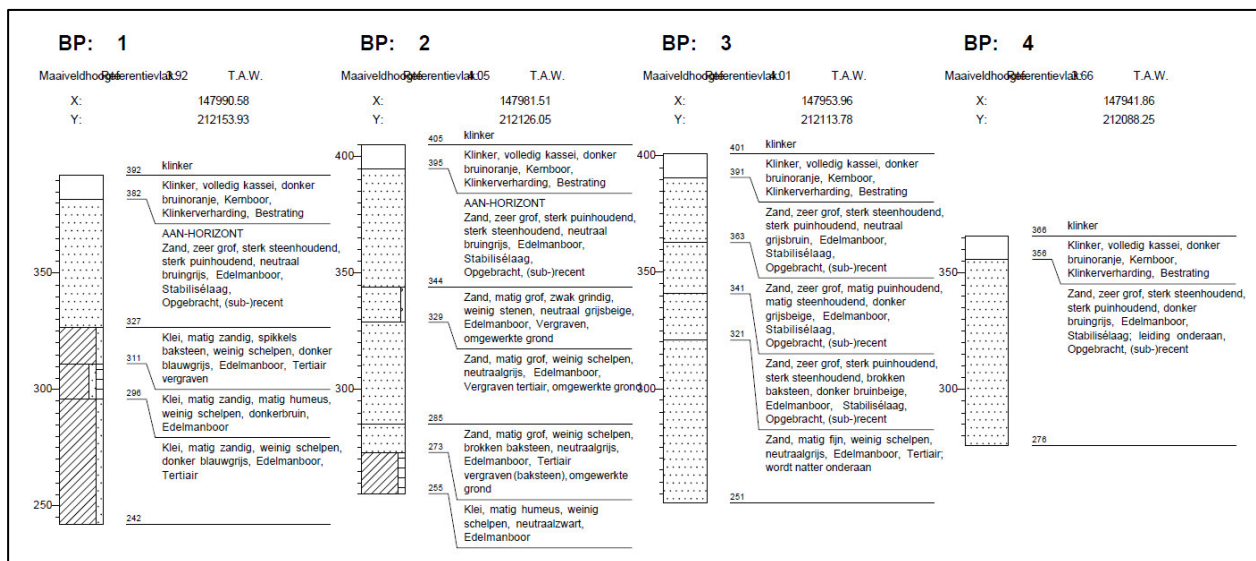 BP: 1
Maaiveldhoogte: 3.92 Referentievlak: T.A.W.
X: 147990.58
Y: 212153.93
392 klinker
382 Klinker, volledig kassei, donker
bruinoranje, Kernboor,
Klinkerverharding, Bestrating
AAN-HORIZONT
Zand, zeer grof, sterk steenhoudend,
sterk puinhoudend, neutraal
bruingrijs, Edelmanboor,
Stabilisélaag,
Opgebracht, (sub-)recent
350
327
Klei, matig zandig, spikkels
baksteen, weinig schelpen, donker
blauwgrijs, Edelmanboor, Tertiair
vergraven
311
300
296 Klei, matig zandig, matig humeus,
weinig schelpen, donkerbruin,
Edelmanboor
Klei, matig zandig, weinig schelpen,
donker blauwgrijs, Edelmanboor,
Tertiair
250
242
BP: 2
Maaiveldhoogte: 4.05 Referentievlak: T.A.W.
X: 147981.51
Y: 212126.05
405 klinker
400
395 Klinker, volledig kassei, donker
bruinoranje, Kernboor,
Klinkerverharding, Bestrating
AAN-HORIZONT
Zand, zeer grof, sterk puinhoudend,
sterk steenhoudend, neutraal
bruingrijs, Edelmanboor,
Stabilisélaag,
Opgebracht, (sub-)recent
350
344
Zand, matig grof, zwak grindig,
weinig stenen, neutraal grijsbeige,
Edelmanboor, Vergraven,
omgewerkte grond
329
Zand, matig grof, weinig schelpen,
neutraalgrijs, Edelmanboor,
Vergraven tertiair, omgewerkte grond
300
285
Zand, matig grof, weinig schelpen,
brokken baksteen, neutraalgrijs,
Edelmanboor, Tertiair
vergraven (baksteen), omgewerkte
grond
273
255
Klei, matig humeus, weinig
schelpen, neutraalzwart,
Edelmanboor
BP: 3
Maaiveldhoogte: 4.01 Referentievlak: T.A.W.
X: 147953.96
Y: 212113.78
401 klinker
400
391 Klinker, volledig kassei, donker
bruinoranje, Kernboor,
Klinkerverharding, Bestrating
Zand, zeer grof, sterk steenhoudend,
sterk puinhoudend, neutraal
grijsbruin, Edelmanboor,
Stabilisélaag,
Opgebracht, (sub-)recent
363
350
341 Zand, zeer grof, matig puinhoudend,
matig steenhoudend, donker
grijsbeige, Edelmanboor,
Stabilisélaag,
Opgebracht, (sub-)recent
321
Zand, zeer grof, sterk puinhoudend,
sterk steenhoudend, brokken
baksteen, donker bruinbeige,
Edelmanboor, Stabilisélaag,
Opgebracht, (sub-)recent
300
Zand, matig fijn, weinig schelpen,
neutraalgrijs, Edelmanboor, Tertiair;
wordt natter onderaan
251
BP: 4
Maaiveldhoogte: 3.66 Referentievlak: T.A.W.
X: 147941.86
Y: 212088.25
366 klinker
356 Klinker, volledig kassei, donker
bruinoranje, Kernboor,
Klinkerverharding, Bestrating
350
Zand, zeer grof, sterk steenhoudend,
sterk puinhoudend, donker
bruingrijs, Edelmanboor,
Stabilisélaag; leiding onderaan,
Opgebracht, (sub-)recent
300
276